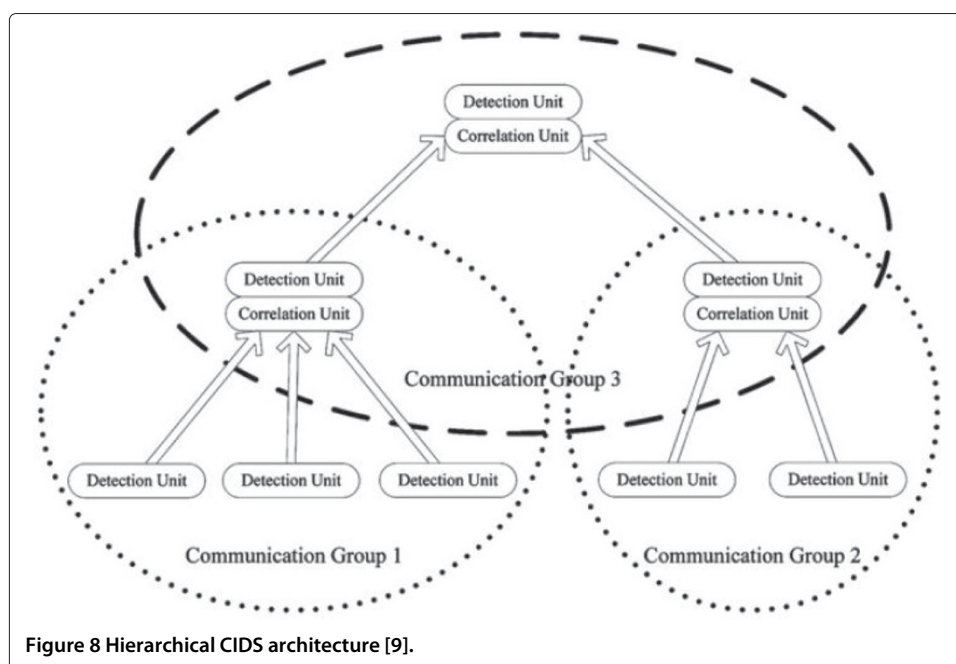 Detection Unit
Correlation Unit
Detection Unit
Correlation Unit
Detection Unit
Correlation Unit
Communication Group 3
Detection Unit
Detection Unit
Detection Unit
Detection Unit
Detection Unit
Communication Group 1
Communication Group 2
Figure 8 Hierarchical CIDS architecture [9].